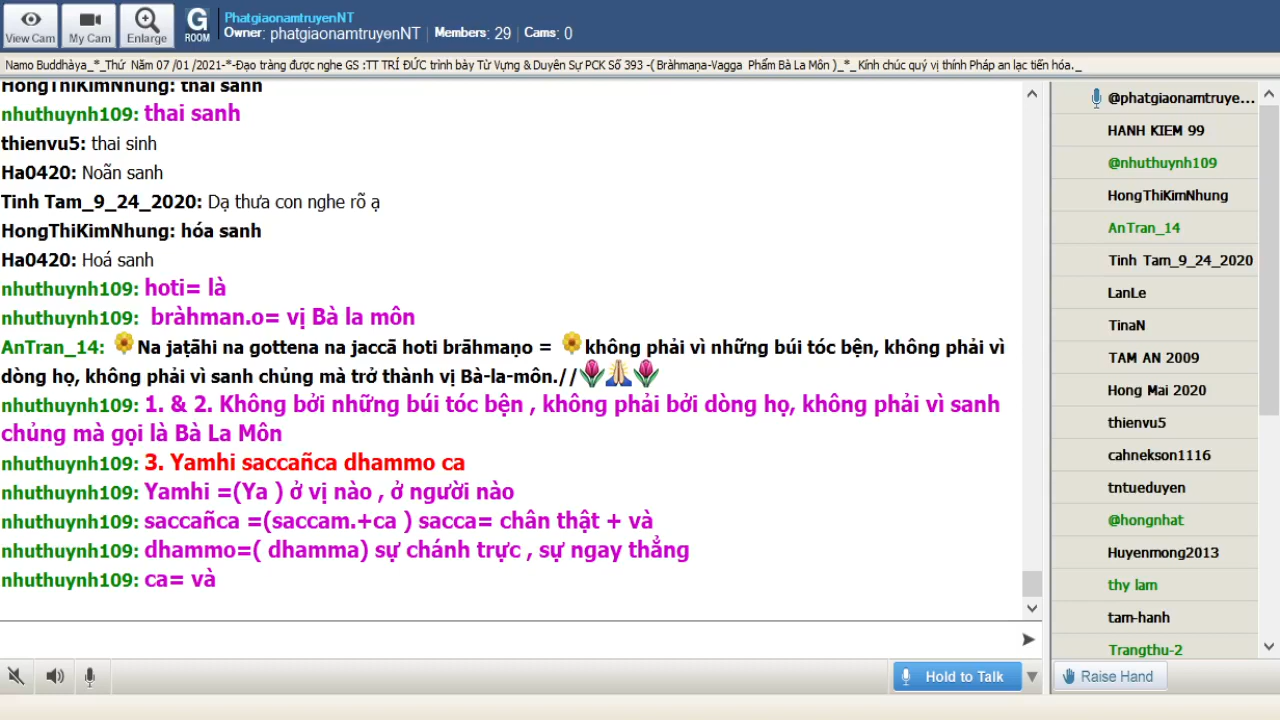 PhatgiaonamtruyenNT
Owner: phatgiaonamtruyenNT | Members: 29 | Cams: 0
View Cam
My Cam
Enlarge
G ROOM
Namo Buddhàya_*_Thứ Năm 07 /01 /2021-*-Đạo tràng được nghe GS :TT TRÍ ĐỨC trình bày Từ Vựng & Duyên Sự PCK Số 393 -( Bràhmaṇa-Vagga Phẩm Bà La Môn )_*_ Kính chúc quý vị thính Pháp an lạc tiến hóa._
HongThiKimNhung: thai sanh
nhuthuynh109: thai sanh
thienvu5: thai sinh
Ha0420: Noãn sanh
Tinh Tam_9_24_2020: Dạ thưa con nghe rõ ạ
HongThiKimNhung: hóa sanh
Ha0420: Hoá sanh
nhuthuynh109: hoti= là
nhuthuynh109: bràhman.o= vị Bà la môn
AnTran_14: 🌼Na jaṭāhi na gottena na jaccā hoti brāhmaṇo = 🌼không phải vì những búi tóc bện, không phải vì
dòng họ, không phải vì sanh chủng mà trở thành vị Bà-la-môn.//🌷🙏🌷
nhuthuynh109: 1. & 2. Không bởi những búi tóc bện , không phải bởi dòng họ, không phải vì sanh
chủng mà gọi là Bà La Môn
nhuthuynh109: 3. Yamhi saccañca dhammo ca
nhuthuynh109: Yamhi =(Ya ) ở vị nào , ở người nào
nhuthuynh109: saccañca =(saccam.+ca ) sacca= chân thật + và
nhuthuynh109: dhammo=( dhamma) sự chánh trực , sự ngay thẳng
nhuthuynh109: ca= và
@phatgiaonamtruye...
HANH KIEM 99
@nhuthuynh109
HongThiKimNhung
AnTran_14
Tinh Tam_9_24_2020
LanLe
TinaN
TAM AN 2009
Hong Mai 2020
thienvu5
cahnekson1116
tntueduyen
@hongnhat
Huyenmong2013
thy lam
tam-hanh
Trangthu-2
Hold to Talk
Raise Hand